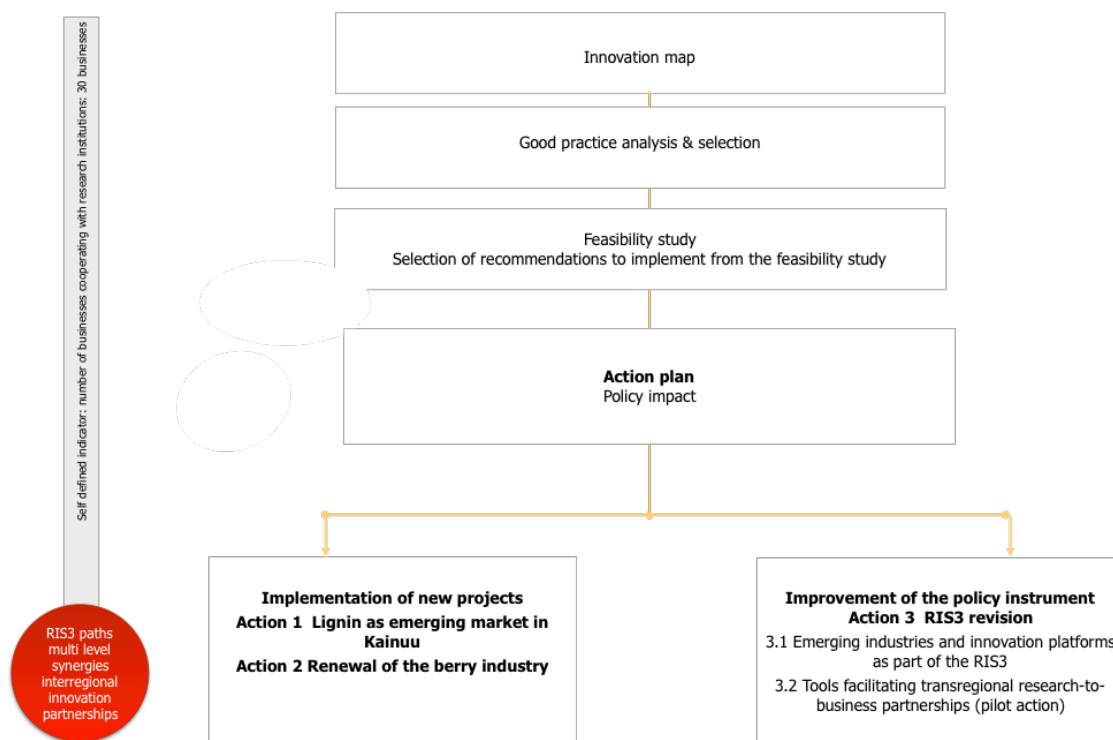 Self defined indicator: number of businesses cooperating with research institutions: 30 businesses
Innovation map
Good practice analysis & selection
Feasibility study
Selection of recommendations to implement from the feasibility study
Action plan
Policy impact
Implementation of new projects
Action 1 Lignin as emerging market in
Kainuu
Action 2 Renewal of the berry industry
Improvement of the policy instrument
Action 3 RIS3 revision
3.1 Emerging industries and innovation platforms
as part of the RIS3
3.2 Tools facilitating transregional research-to-
business partnerships (pilot action)
RIS3 paths
multi level
synergies
interregional
innovation
partnerships